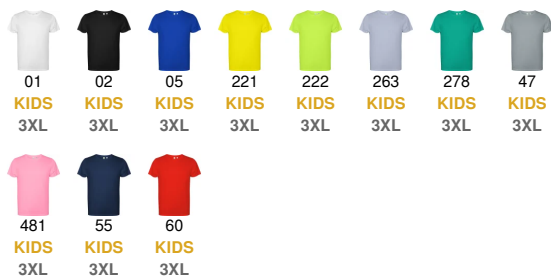 01 02 05 221 222 263 278 47
KIDS KIDS KIDS KIDS KIDS KIDS KIDS KIDS
3XL 3XL 3XL 3XL 3XL 3XL 3XL 3XL
481 55 60
KIDS KIDS KIDS
3XL 3XL 3XL